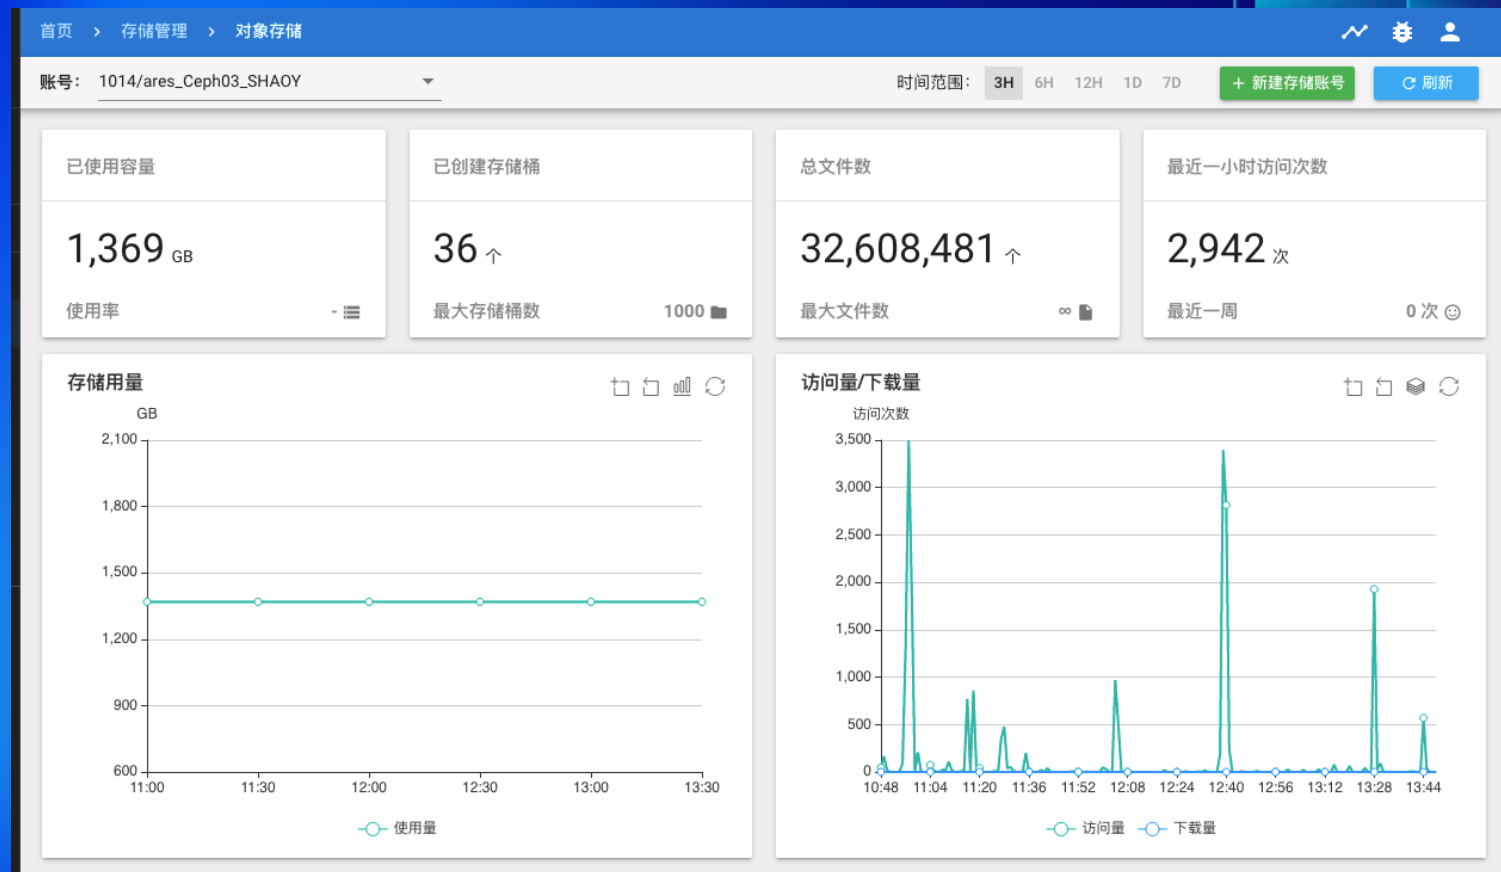 首页 > 存储管理 > 对象存储
账号： 1014/ares_Ceph03_SHAOY 时间范围： 3H 6H 12H 1D 7D + 新建存储账号 刷新
已使用容量
1,369 GB
使用率 -
已创建存储桶
36 个
最大存储桶数 1000
总文件数
32,608,481 个
最大文件数 ∞
最近一小时访问次数
2,942 次
最近一周 0 次
存储用量
GB
2,100
1,800
1,500
1,200
900
600
11:00 11:30 12:00 12:30 13:00 13:30
使用量
访问量/下载量
访问次数
3,500
3,000
2,500
2,000
1,500
1,000
500
0
10:48 11:04 11:20 11:36 11:52 12:08 12:24 12:40 12:56 13:12 13:28 13:44
访问量 下载量